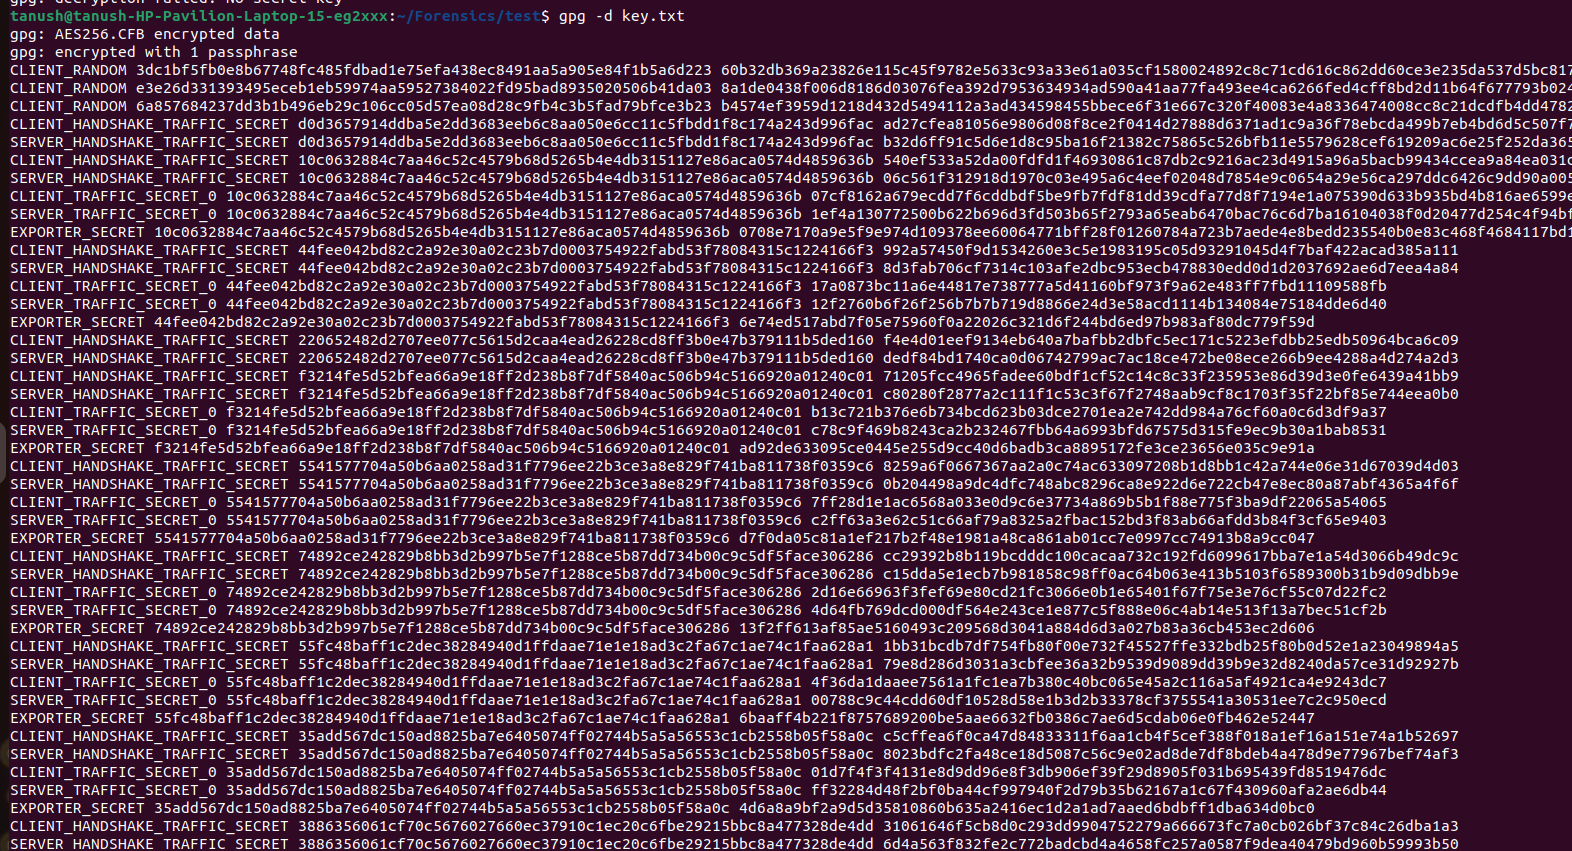 gpg: decryption failed: No secret key
tanush@tanush-HP-Pavilion-Laptop-15-eg2xxx:~/Forensics/test$ gpg -d key.txt
gpg: AES256.CFB encrypted data
gpg: encrypted with 1 passphrase
CLIENT_RANDOM 3dc1bf5fb0e8b67748fc485fdbad1e75efa438ec8491aa5a905e84f1b5a6d223 60b32db369a23826e115c45f9782e5633c93a33e61a035cf1580024892c8c71cd616c862dd60ce3e235da537d5bc817
CLIENT_RANDOM e3e26d331393495eceb1eb59974aa59527384022fd95bad8935020506b41da03 8a1de0438f006d8186d03076fea392d7953634934ad590a41aa77fa493ee4ca6266fed4cff8bd2d11b64f677793b024
CLIENT_RANDOM 6a857684237dd3b1b496eb29c106cc05d57ea08d28c9fb4c3b5fad79bfce3b23 b4574ef3959d1218d432d5494112a3ad434598455bbece6f31e667c320f40083e4a8336474008cc8c21dcdfb4dd4782
CLIENT_HANDSHAKE_TRAFFIC_SECRET d0d3657914ddba5e2dd3683eeb6c8aa050e6cc11c5fbdd1f8c174a243d996fac ad27cfea81056e9806d08f8ce2f0414d27888d6371ad1c9a36f78ebcda499b7eb4bd6d5c507f7
SERVER_HANDSHAKE_TRAFFIC_SECRET d0d3657914ddba5e2dd3683eeb6c8aa050e6cc11c5fbdd1f8c174a243d996fac b32d6ff91c5d6e1d8c95ba16f21382c75865c526bfb11e5579628cef619209ac6e25f252da365
CLIENT_HANDSHAKE_TRAFFIC_SECRET 10c0632884c7aa46c52c4579b68d5265b4e4db3151127e86aca0574d4859636b 540ef533a52da00fdfd1f46930861c87db2c9216ac23d4915a96a5bacb99434ccea9a84ea031c
SERVER_HANDSHAKE_TRAFFIC_SECRET 10c0632884c7aa46c52c4579b68d5265b4e4db3151127e86aca0574d4859636b 06c561f312918d1970c03e495a6c4eef02048d7854e9c0654a29e56ca297ddc6426c9dd90a005
CLIENT_TRAFFIC_SECRET_0 10c0632884c7aa46c52c4579b68d5265b4e4db3151127e86aca0574d4859636b 07cf8162a679ecdd7f6cddbdf5be9fb7fdf81dd39cdfa77d8f7194e1a075390d633b935bd4b816ae6599e
SERVER_TRAFFIC_SECRET_0 10c0632884c7aa46c52c4579b68d5265b4e4db3151127e86aca0574d4859636b 1ef4a130772500b622b696d3fd503b65f2793a65eab6470bac76c6d7ba16104038f0d20477d254c4f94bf
EXPORTER_SECRET 10c0632884c7aa46c52c4579b68d5265b4e4db3151127e86aca0574d4859636b 0708e7170a9e5f9e974d109378ee60064771bff28f01260784a723b7aede4e8bedd235540b0e83c468f4684117bd1
CLIENT_HANDSHAKE_TRAFFIC_SECRET 44fee042bd82c2a92e30a02c23b7d0003754922fabd53f78084315c1224166f3 992a57450f9d1534260e3c5e1983195c05d93291045d4f7baf422acad385a111
SERVER_HANDSHAKE_TRAFFIC_SECRET 44fee042bd82c2a92e30a02c23b7d0003754922fabd53f78084315c1224166f3 8d3fab706cf7314c103afe2dbc953ecb478830edd0d1d2037692ae6d7eea4a84
CLIENT_TRAFFIC_SECRET_0 44fee042bd82c2a92e30a02c23b7d0003754922fabd53f78084315c1224166f3 17a0873bc11a6e44817e738777a5d41160bf973f9a62e483ff7fbd11109588fb
SERVER_TRAFFIC_SECRET_0 44fee042bd82c2a92e30a02c23b7d0003754922fabd53f78084315c1224166f3 12f2760b6f26f256b7b7b719d8866e24d3e58acd1114b134084e75184dde6d40
EXPORTER_SECRET 44fee042bd82c2a92e30a02c23b7d0003754922fabd53f78084315c1224166f3 6e74ed517abd7f05e75960f0a22026c321d6f244bd6ed97b983af80dc779f59d
CLIENT_HANDSHAKE_TRAFFIC_SECRET 220652482d2707ee077c5615d2caa4ead26228cd8ff3b0e47b379111b5ded160 f4e4d01eef9134eb640a7bafbb2dbfc5ec171c5223efdbb25edb50964bca6c09
SERVER_HANDSHAKE_TRAFFIC_SECRET 220652482d2707ee077c5615d2caa4ead26228cd8ff3b0e47b379111b5ded160 dedf84bd1740ca0d06742799ac7ac18ce472be08ece266b9ee4288a4d274a2d3
CLIENT_HANDSHAKE_TRAFFIC_SECRET f3214fe5d52bfea66a9e18ff2d238b8f7df5840ac506b94c5166920a01240c01 71205fcc4965fadee60bdf1cf52c14c8c33f235953e86d39d3e0fe6439a41bb9
SERVER_HANDSHAKE_TRAFFIC_SECRET f3214fe5d52bfea66a9e18ff2d238b8f7df5840ac506b94c5166920a01240c01 c80280f2877a2c111f1c53c3f67f2748aab9cf8c1703f35f22bf85e744eea0b0
CLIENT_TRAFFIC_SECRET_0 f3214fe5d52bfea66a9e18ff2d238b8f7df5840ac506b94c5166920a01240c01 b13c721b376e6b734bcd623b03dce2701ea2e742dd984a76cf60a0c6d3df9a37
SERVER_TRAFFIC_SECRET_0 f3214fe5d52bfea66a9e18ff2d238b8f7df5840ac506b94c5166920a01240c01 c78c9f469b8243ca2b232467fbb64a6993bfd67575d315fe9ec9b30a1bab8531
EXPORTER_SECRET f3214fe5d52bfea66a9e18ff2d238b8f7df5840ac506b94c5166920a01240c01 ad92de633095ce0445e255d9cc40d6badb3ca8895172fe3ce23656e035c9e91a
CLIENT_HANDSHAKE_TRAFFIC_SECRET 5541577704a50b6aa0258ad31f7796ee22b3ce3a8e829f741ba811738f0359c6 8259a6f0667367aa2a0c74ac633097208b1d8bb1c42a744e06e31d67039d4d03
SERVER_HANDSHAKE_TRAFFIC_SECRET 5541577704a50b6aa0258ad31f7796ee22b3ce3a8e829f741ba811738f0359c6 0b204498a9dc4dfc748abc8296ca8e922d6e722cb47e8ec80a87abf4365a4f6f
CLIENT_TRAFFIC_SECRET_0 5541577704a50b6aa0258ad31f7796ee22b3ce3a8e829f741ba811738f0359c6 7ff28d1e1ac6568a033e0d9c6e37734a869b5b1f88e775f3ba9df22065a54065
SERVER_TRAFFIC_SECRET_0 5541577704a50b6aa0258ad31f7796ee22b3ce3a8e829f741ba811738f0359c6 c2ff63a3e62c51c66af79a8325a2fbac152bd3f83ab66afdd3b84f3cf65e9403
EXPORTER_SECRET 5541577704a50b6aa0258ad31f7796ee22b3ce3a8e829f741ba811738f0359c6 d7f0da05c81a1ef217b2f48e1981a48ca861ab01cc7e0997cc74913b8a9cc047
CLIENT_HANDSHAKE_TRAFFIC_SECRET 74892ce242829b8bb3d2b997b5e7f1288ce5b87dd734b00c9c5df5face306286 cc29392b8b119bcdddc100cacaa732c192fd6099617bba7e1a54d3066b49dc9c
SERVER_HANDSHAKE_TRAFFIC_SECRET 74892ce242829b8bb3d2b997b5e7f1288ce5b87dd734b00c9c5df5face306286 c15dda5e1ecb7b981858c98ff0ac64b063e413b5103f6589300b31b9d09dbb9e
CLIENT_TRAFFIC_SECRET_0 74892ce242829b8bb3d2b997b5e7f1288ce5b87dd734b00c9c5df5face306286 2d16e66963f3fef69e80cd21fc3066e0b1e65401f67f75e3e76cf55c07d22fc2
SERVER_TRAFFIC_SECRET_0 74892ce242829b8bb3d2b997b5e7f1288ce5b87dd734b00c9c5df5face306286 4d64fb769dcd000df564e243ce1e877c5f888e06c4ab14e513f13a7bec51cf2b
EXPORTER_SECRET 74892ce242829b8bb3d2b997b5e7f1288ce5b87dd734b00c9c5df5face306286 13f2ff613af85ae5160493c209568d3041a884d6d3a027b83a36cb453ec2d606
CLIENT_HANDSHAKE_TRAFFIC_SECRET 55fc48baff1c2dec38284940d1ffdaae71e1e18ad3c2fa67c1ae74c1faa628a1 1bb31bcdb7df754fb80f00e732f45527ffe332bdb25f80b0d52e1a23049894a5
SERVER_HANDSHAKE_TRAFFIC_SECRET 55fc48baff1c2dec38284940d1ffdaae71e1e18ad3c2fa67c1ae74c1faa628a1 79e8d286d3031a3cbfee36a32b9539d9089dd39b9e32d8240da57ce31d92927b
CLIENT_TRAFFIC_SECRET_0 55fc48baff1c2dec38284940d1ffdaae71e1e18ad3c2fa67c1ae74c1faa628a1 4f36da1daaee7561a1fc1ea7b380c40bc065e45a2c116a5af4921ca4e9243dc7
SERVER_TRAFFIC_SECRET_0 55fc48baff1c2dec38284940d1ffdaae71e1e18ad3c2fa67c1ae74c1faa628a1 00788c9c44cdd60df10528d58e1b3d2b33378cf3755541a30531ee7c2c950ecd
EXPORTER_SECRET 55fc48baff1c2dec38284940d1ffdaae71e1e18ad3c2fa67c1ae74c1faa628a1 6baaff4b221f8757689200be5aae6632fb0386c7ae6d5cdab06e0fb462e52447
CLIENT_HANDSHAKE_TRAFFIC_SECRET 35add567dc150ad8825ba7e6405074ff02744b5a5a56553c1cb2558b05f58a0c c5cffea6f0ca47d84833311f6aa1cb4f5cef388f018a1ef16a151e74a1b52697
SERVER_HANDSHAKE_TRAFFIC_SECRET 35add567dc150ad8825ba7e6405074ff02744b5a5a56553c1cb2558b05f58a0c 8023bdfc2fa48ce18d5087c56c9e02ad8de7df8bdeb4a478d9e77967bef74af3
CLIENT_TRAFFIC_SECRET_0 35add567dc150ad8825ba7e6405074ff02744b5a5a56553c1cb2558b05f58a0c 01d7f4f3f4131e8d9dd96e8f3db906ef39f29d8905f031b695439fd8519476dc
SERVER_TRAFFIC_SECRET_0 35add567dc150ad8825ba7e6405074ff02744b5a5a56553c1cb2558b05f58a0c ff32284d48f2bf0ba44cf997940f2d79b35b62167a1c67f430960afa2ae6db44
EXPORTER_SECRET 35add567dc150ad8825ba7e6405074ff02744b5a5a56553c1cb2558b05f58a0c 4d6a8a9bf2a9d5d35810860b635a2416ec1d2a1ad7aaed6bdbff1dba634d0bc0
CLIENT_HANDSHAKE_TRAFFIC_SECRET 3886356061cf70c5676027660ec37910c1ec20c6fbe29215bbc8a477328de4dd 31061646f5cb8d0c293dd9904752279a666673fc7a0cb026bf37c84c26dba1a3
SERVER_HANDSHAKE_TRAFFIC_SECRET 3886356061cf70c5676027660ec37910c1ec20c6fbe29215bbc8a477328de4dd 6d4a563f832fe2c772badcbd4a4658fc257a0587f9dea40479bd960b59993b50